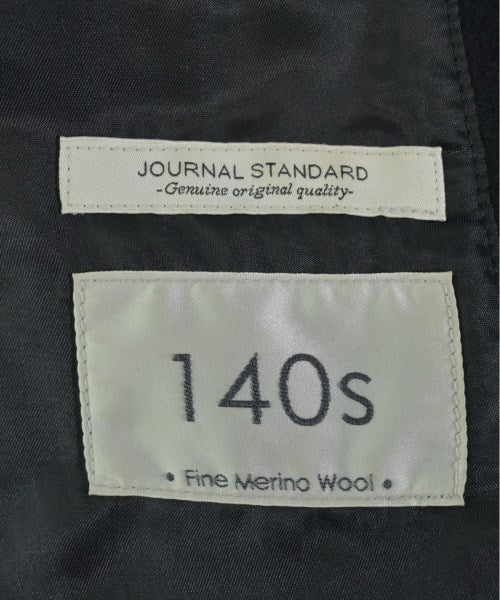 JOURNAL STANDARD
-Genuine original quality-
140s
• Fine Merino Wool •